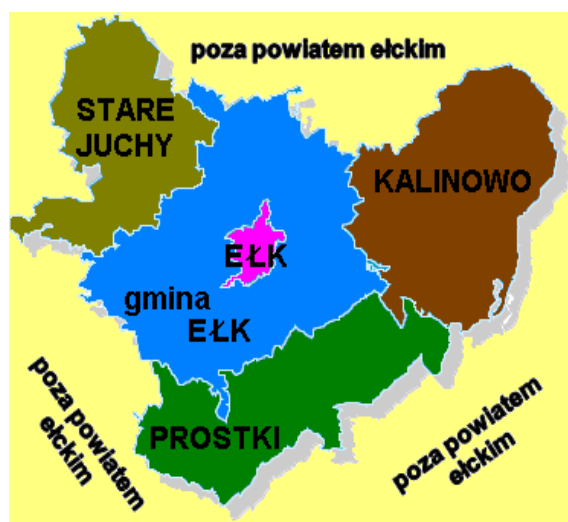 poza powiatem ełckim
STARE
JUCHY
KALINOWO
EŁK
gmina
EŁK
PROSTKI
poza powiatem
ełckim
poza powiatem
ełckim